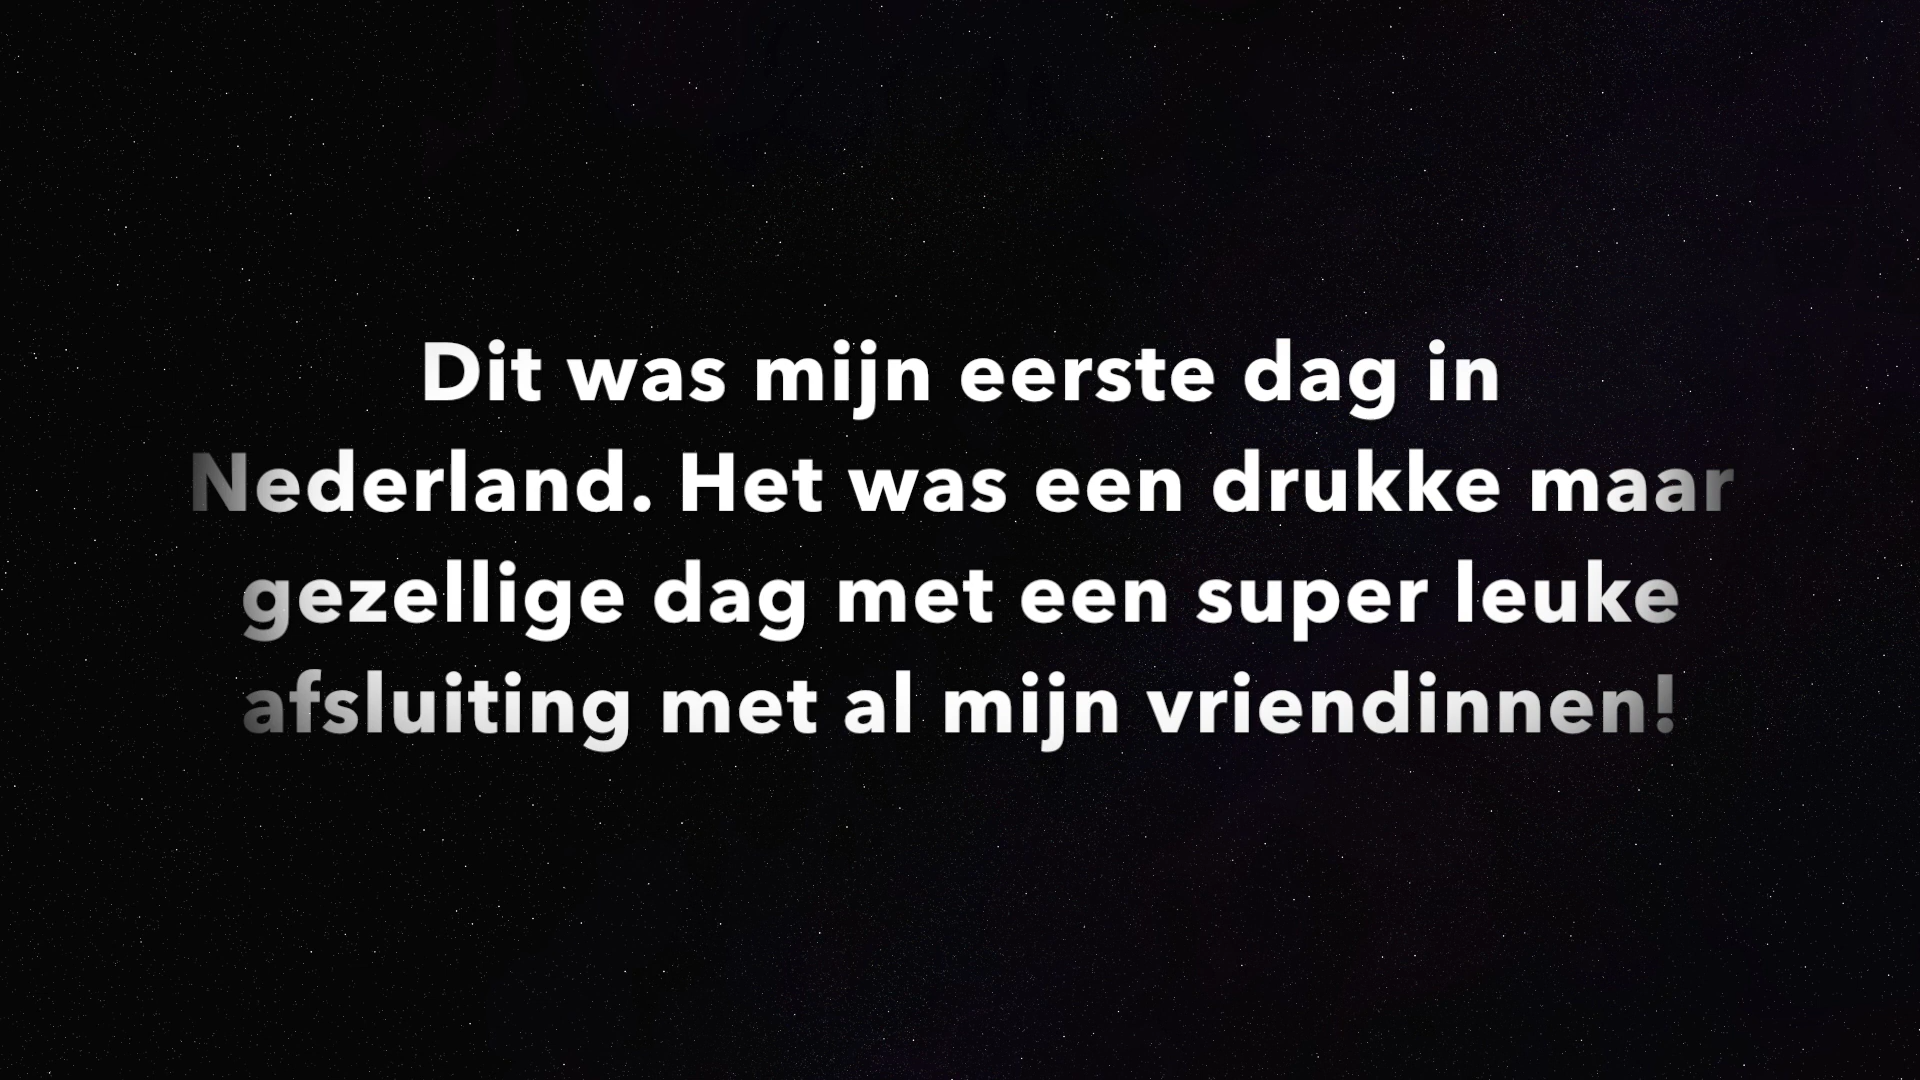 Dit was mijn eerste dag in
Nederland. Het was een drukke maar
gezellige dag met een super leuke
afsluiting met al mijn vriendinnen!